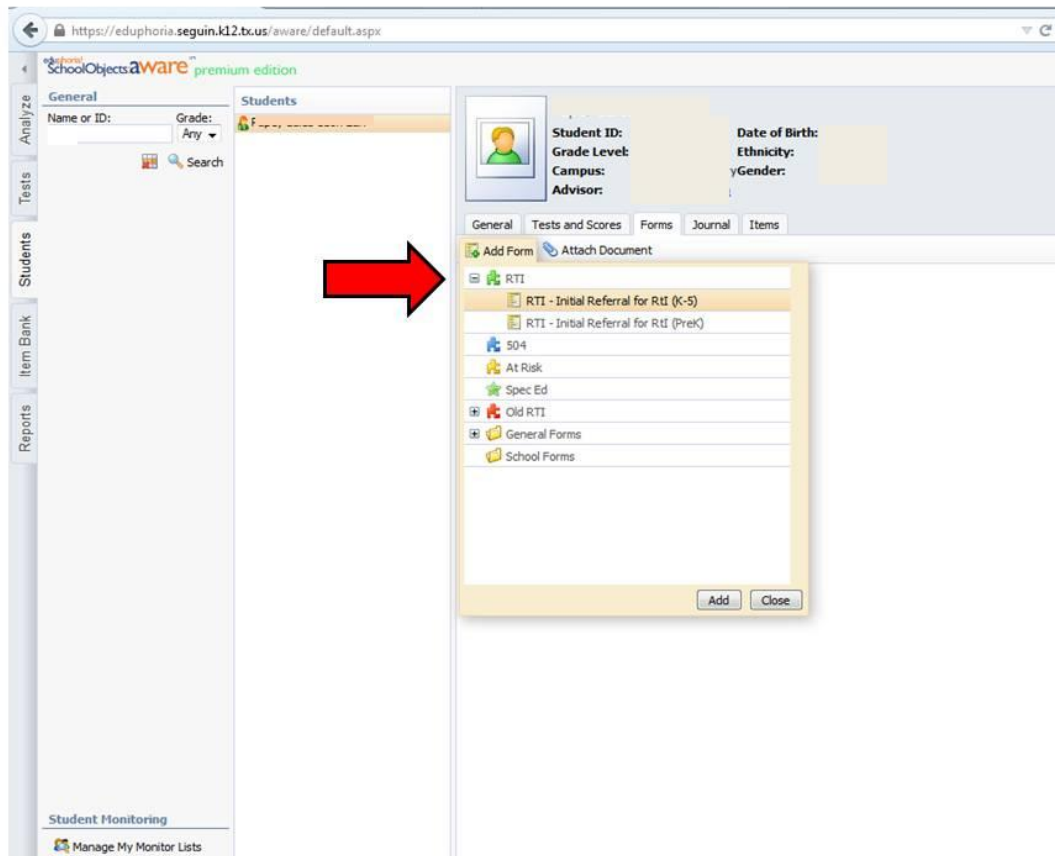 https://eduphoria.seguin.k12.tx.us/aware/default.aspx
eduphoria! SchoolObjects:aware premium edition
Analyze
Tests
Students
Item Bank
Reports
General
Name or ID:
Grade:
Any
Search
Students
Student ID:
Date of Birth:
Grade Level:
Ethnicity:
Campus:
yGender:
Advisor:
General
Tests and Scores
Forms
Journal
Items
Add Form
Attach Document
RTI
RTI - Initial Referral for RtI (K-5)
RTI - Initial Referral for RtI (PreK)
504
At Risk
Spec Ed
Old RTI
General Forms
School Forms
Add
Close
Student Monitoring
Manage My Monitor Lists